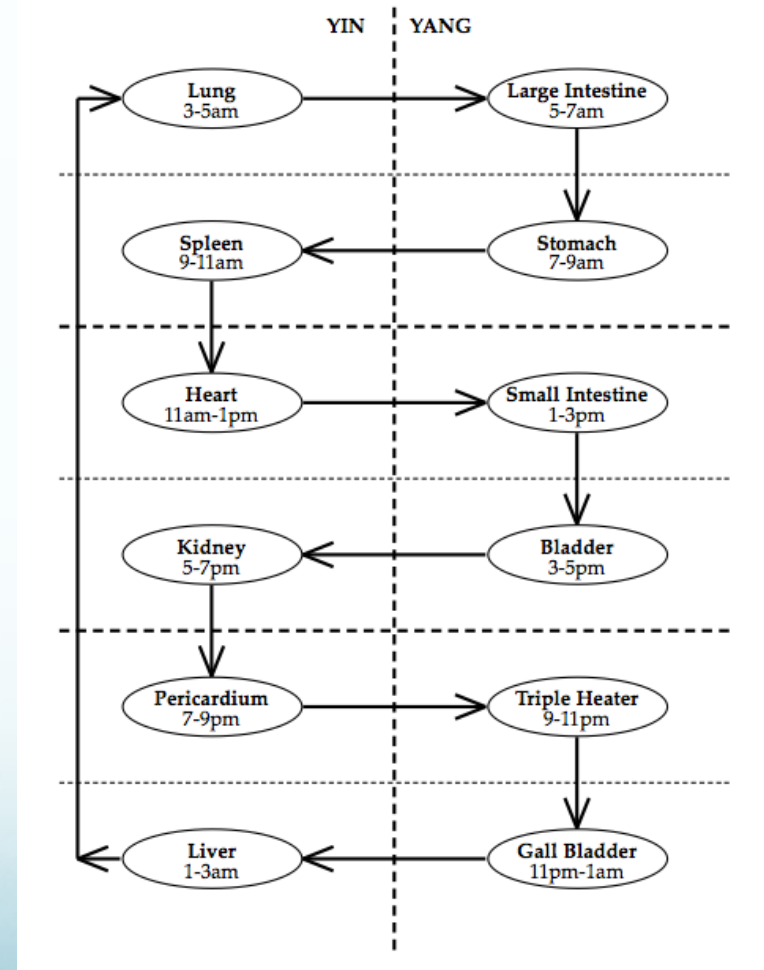 YIN YANG
Lung
3-5am
Large Intestine
5-7am
Spleen
9-11am
Stomach
7-9am
Heart
11am-1pm
Small Intestine
1-3pm
Kidney
5-7pm
Bladder
3-5pm
Pericardium
7-9pm
Triple Heater
9-11pm
Liver
1-3am
Gall Bladder
11pm-1am